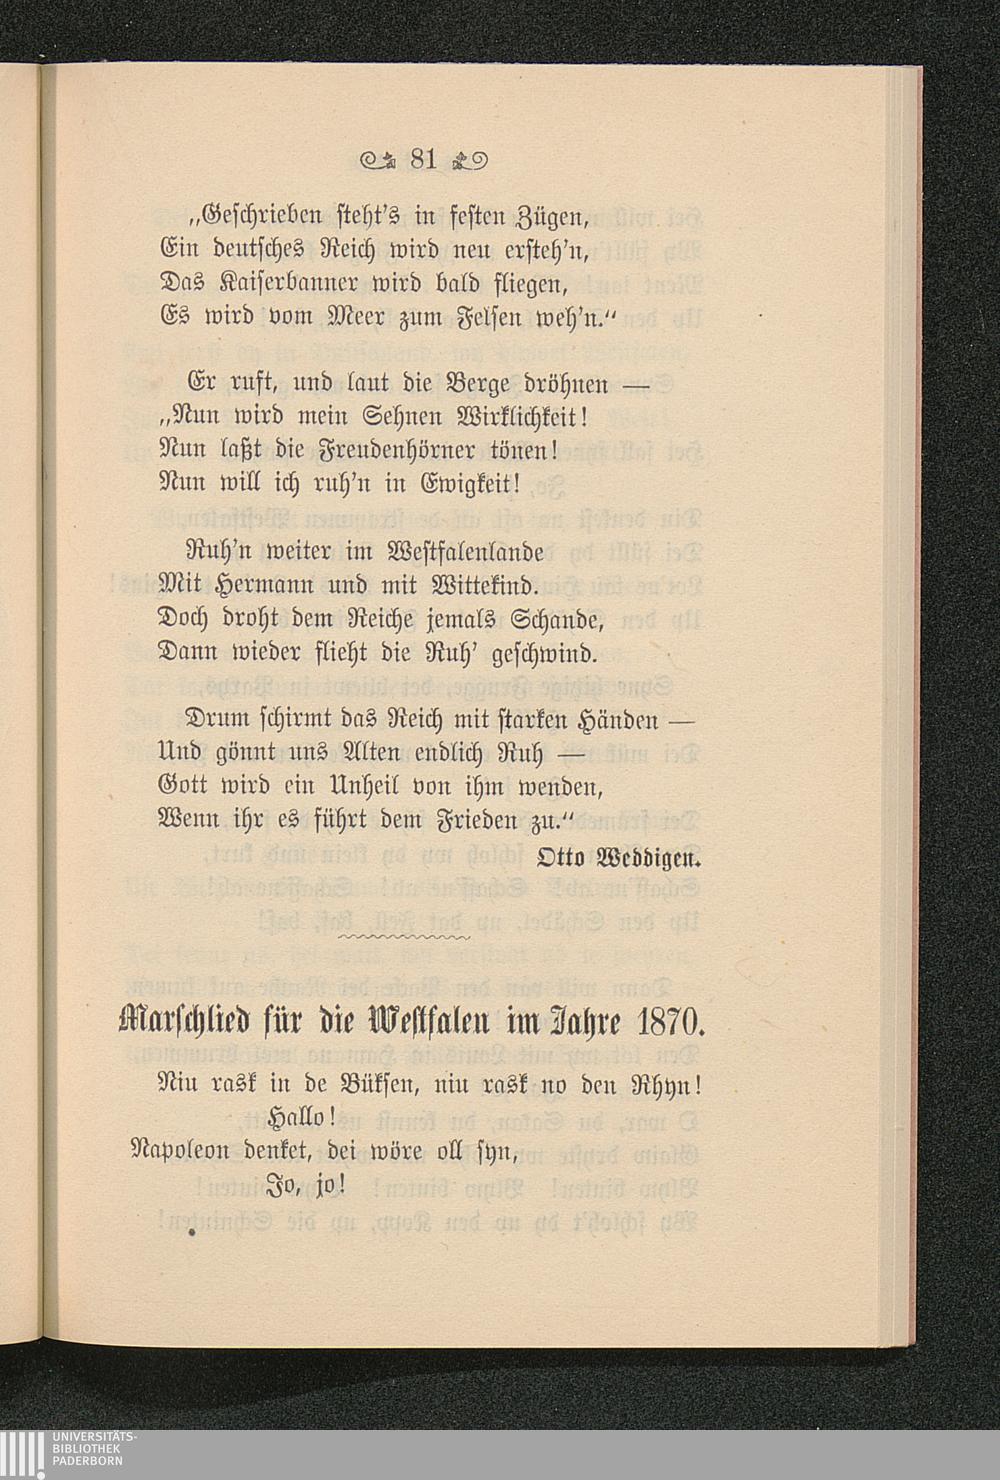 81
„Geschrieben steht's in festen Zügen,
Ein deutsches Reich wird neu ersteh'n,
Das Kaiserbanner wird bald fliegen,
Es wird vom Meer zum Felsen weh'n."
Er ruft, und laut die Berge dröhnen —
„Nun wird mein Sehnen Wirklichkeit!
Nun laßt die Freudenhörner tönen!
Nun will ich ruh'n in Ewigkeit!
Ruh'n weiter im Westfalenlande
Mit Hermann und mit Wittekind.
Doch droht dem Reiche jemals Schande,
Dann wieder flieht die Ruh' geschwind.
Drum schirmt das Reich mit starken Händen —
Und gönnt uns Alten endlich Ruh —
Gott wird ein Unheil von ihm wenden,
Wenn ihr es führt dem Frieden zu."
Otto Weddigen.
Marschlied für die Westfalen im Jahre 1870.
Niu rask in de Büksen, niu rask no den Rhyn!
Hallo!
Napoleon denket, dei wöre oll syn,
Jo, jo!
UNIVERSITÄTS-
BIBLIOTHEK
PADERBORN